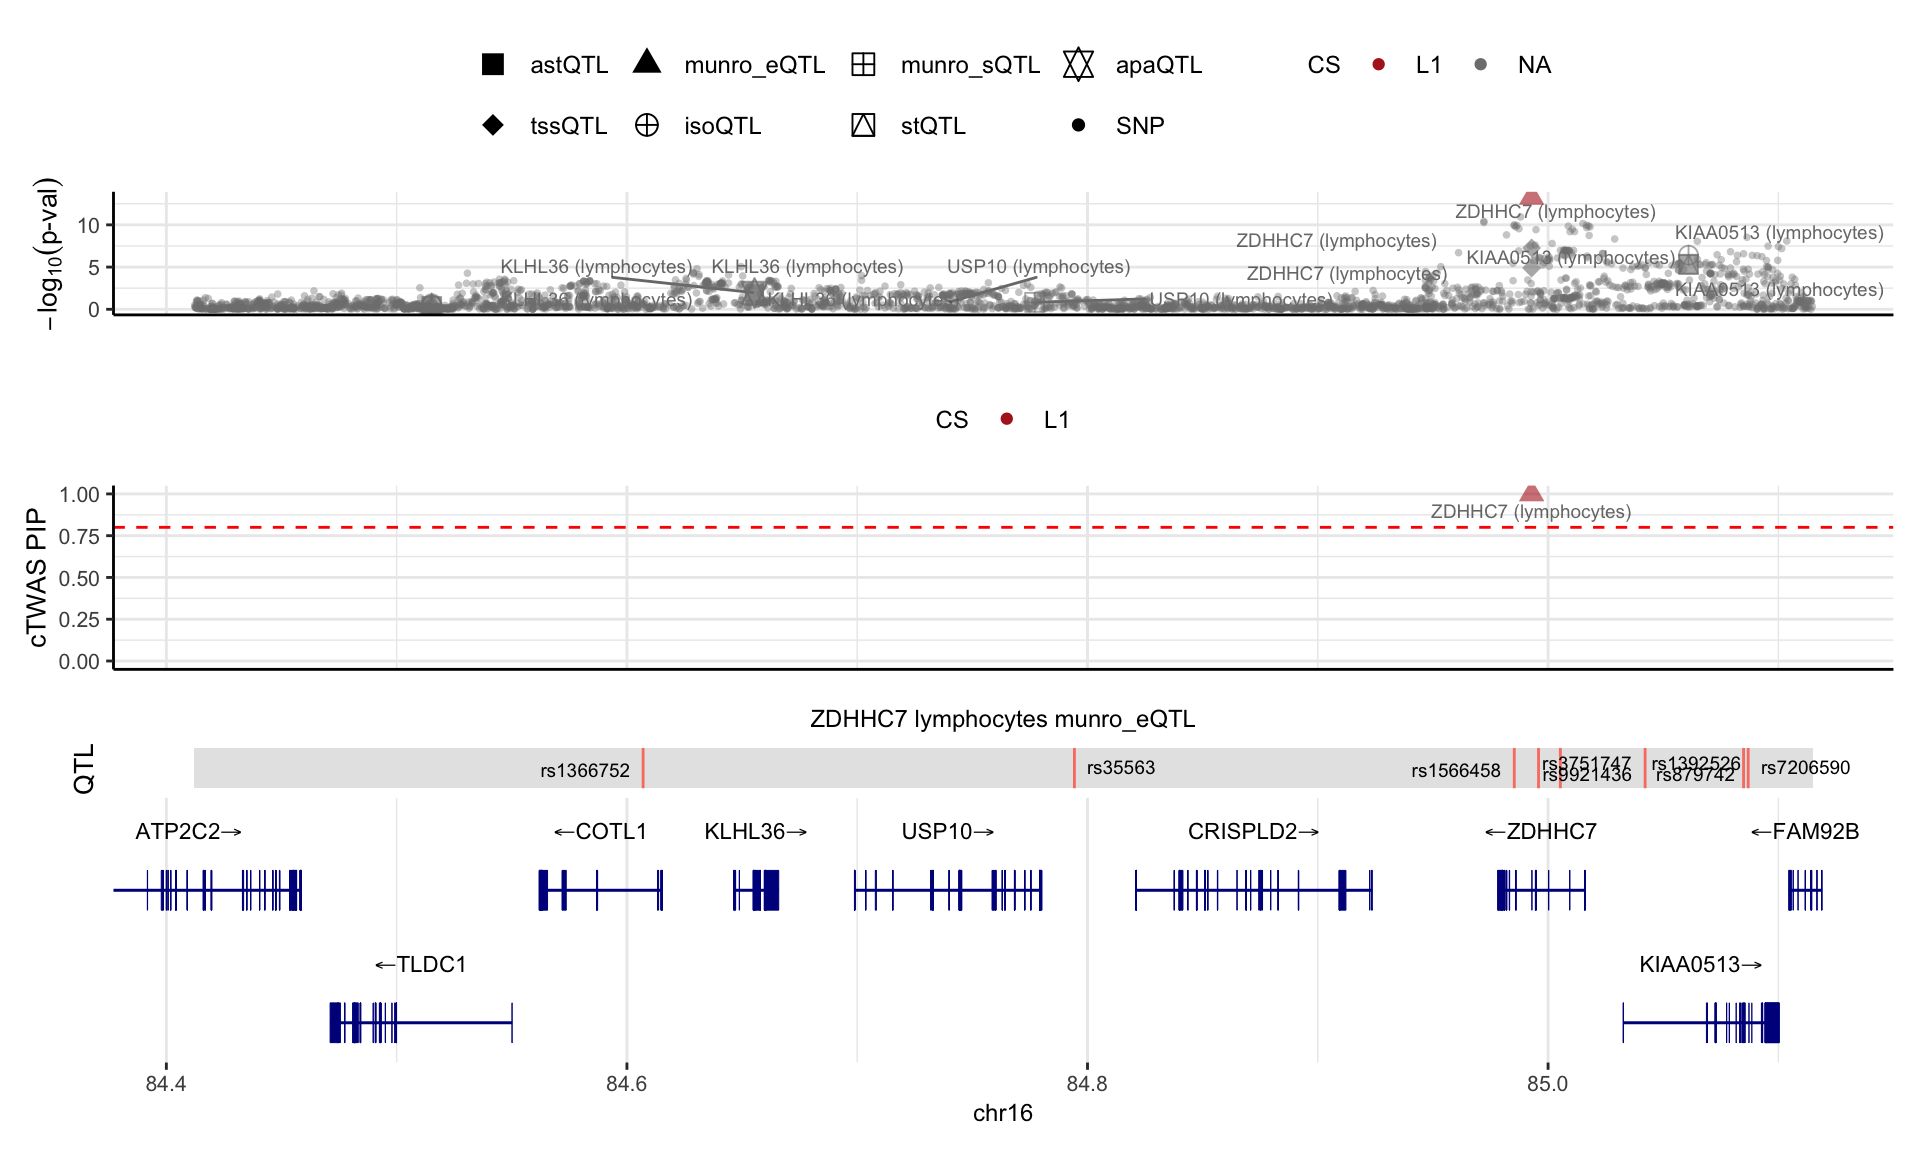 astQTL munro_eQTL munro_sQTL apaQTL CS L1 NA
tssQTL isoQTL stQTL SNP
−log10(p-val)
10
5
0
ZDHHC7 (lymphocytes)
KIAA0513 (lymphocytes)
ZDHHC7 (lymphocytes)
KIAA0513 (lymphocytes)
KLHL36 (lymphocytes) KLHL36 (lymphocytes) USP10 (lymphocytes)
ZDHHC7 (lymphocytes)
KIAA0513 (lymphocytes)
KLHL36 (lymphocytes) KLHL36 (lymphocytes) USP10 (lymphocytes)
CS L1
cTWAS PIP
1.00
0.75
0.50
0.25
0.00
ZDHHC7 (lymphocytes)
ZDHHC7 lymphocytes munro_eQTL
QTL
rs1366752 rs35563 rs1566458 rs3751747 rs1392526 rs7206590
rs9921436 rs879742
ATP2C2→ ←COTL1 KLHL36→ USP10→ CRISPLD2→ ←ZDHHC7 ←FAM92B
←TLDC1 KIAA0513→
84.4 84.6 84.8 85.0
chr16